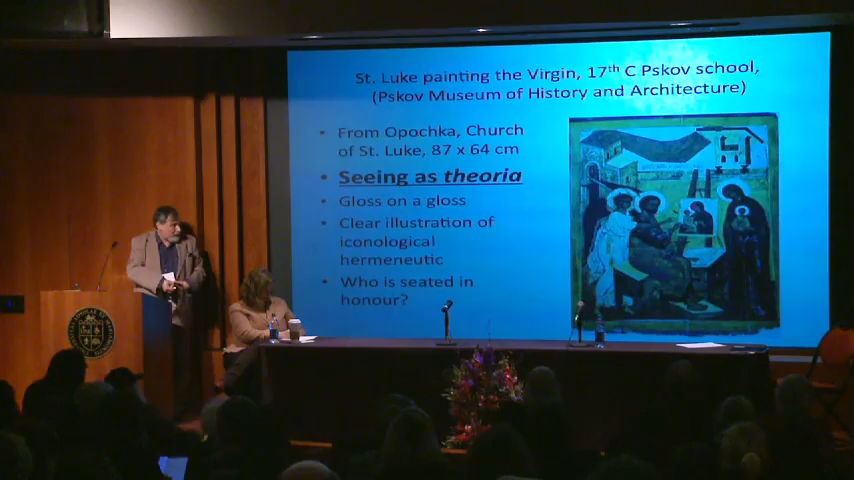 St. Luke painting the Virgin, 17th C Pskov school,
(Pskov Museum of History and Architecture)
• From Opochka, Church
of St. Luke, 87 x 64 cm
• Seeing as theoria
• Gloss on a gloss
• Clear illustration of
iconological
hermeneutic
• Who is seated in
honour?